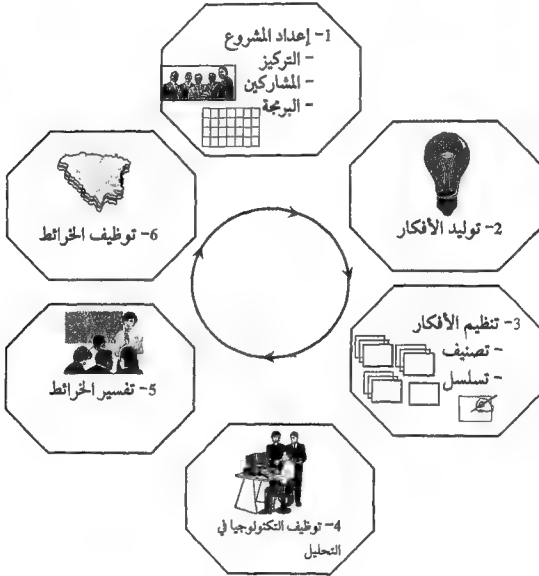 1- إعداد المشروع
- التركيز
- المشاركين
- البرمجة
2- توليد الأفكار
3- تنظيم الأفكار
- تصنيف
- تسلسل
4- توظيف التكنولوجيا في
التحليل
5- تفسير الخرائط
6- توظيف الخرائط